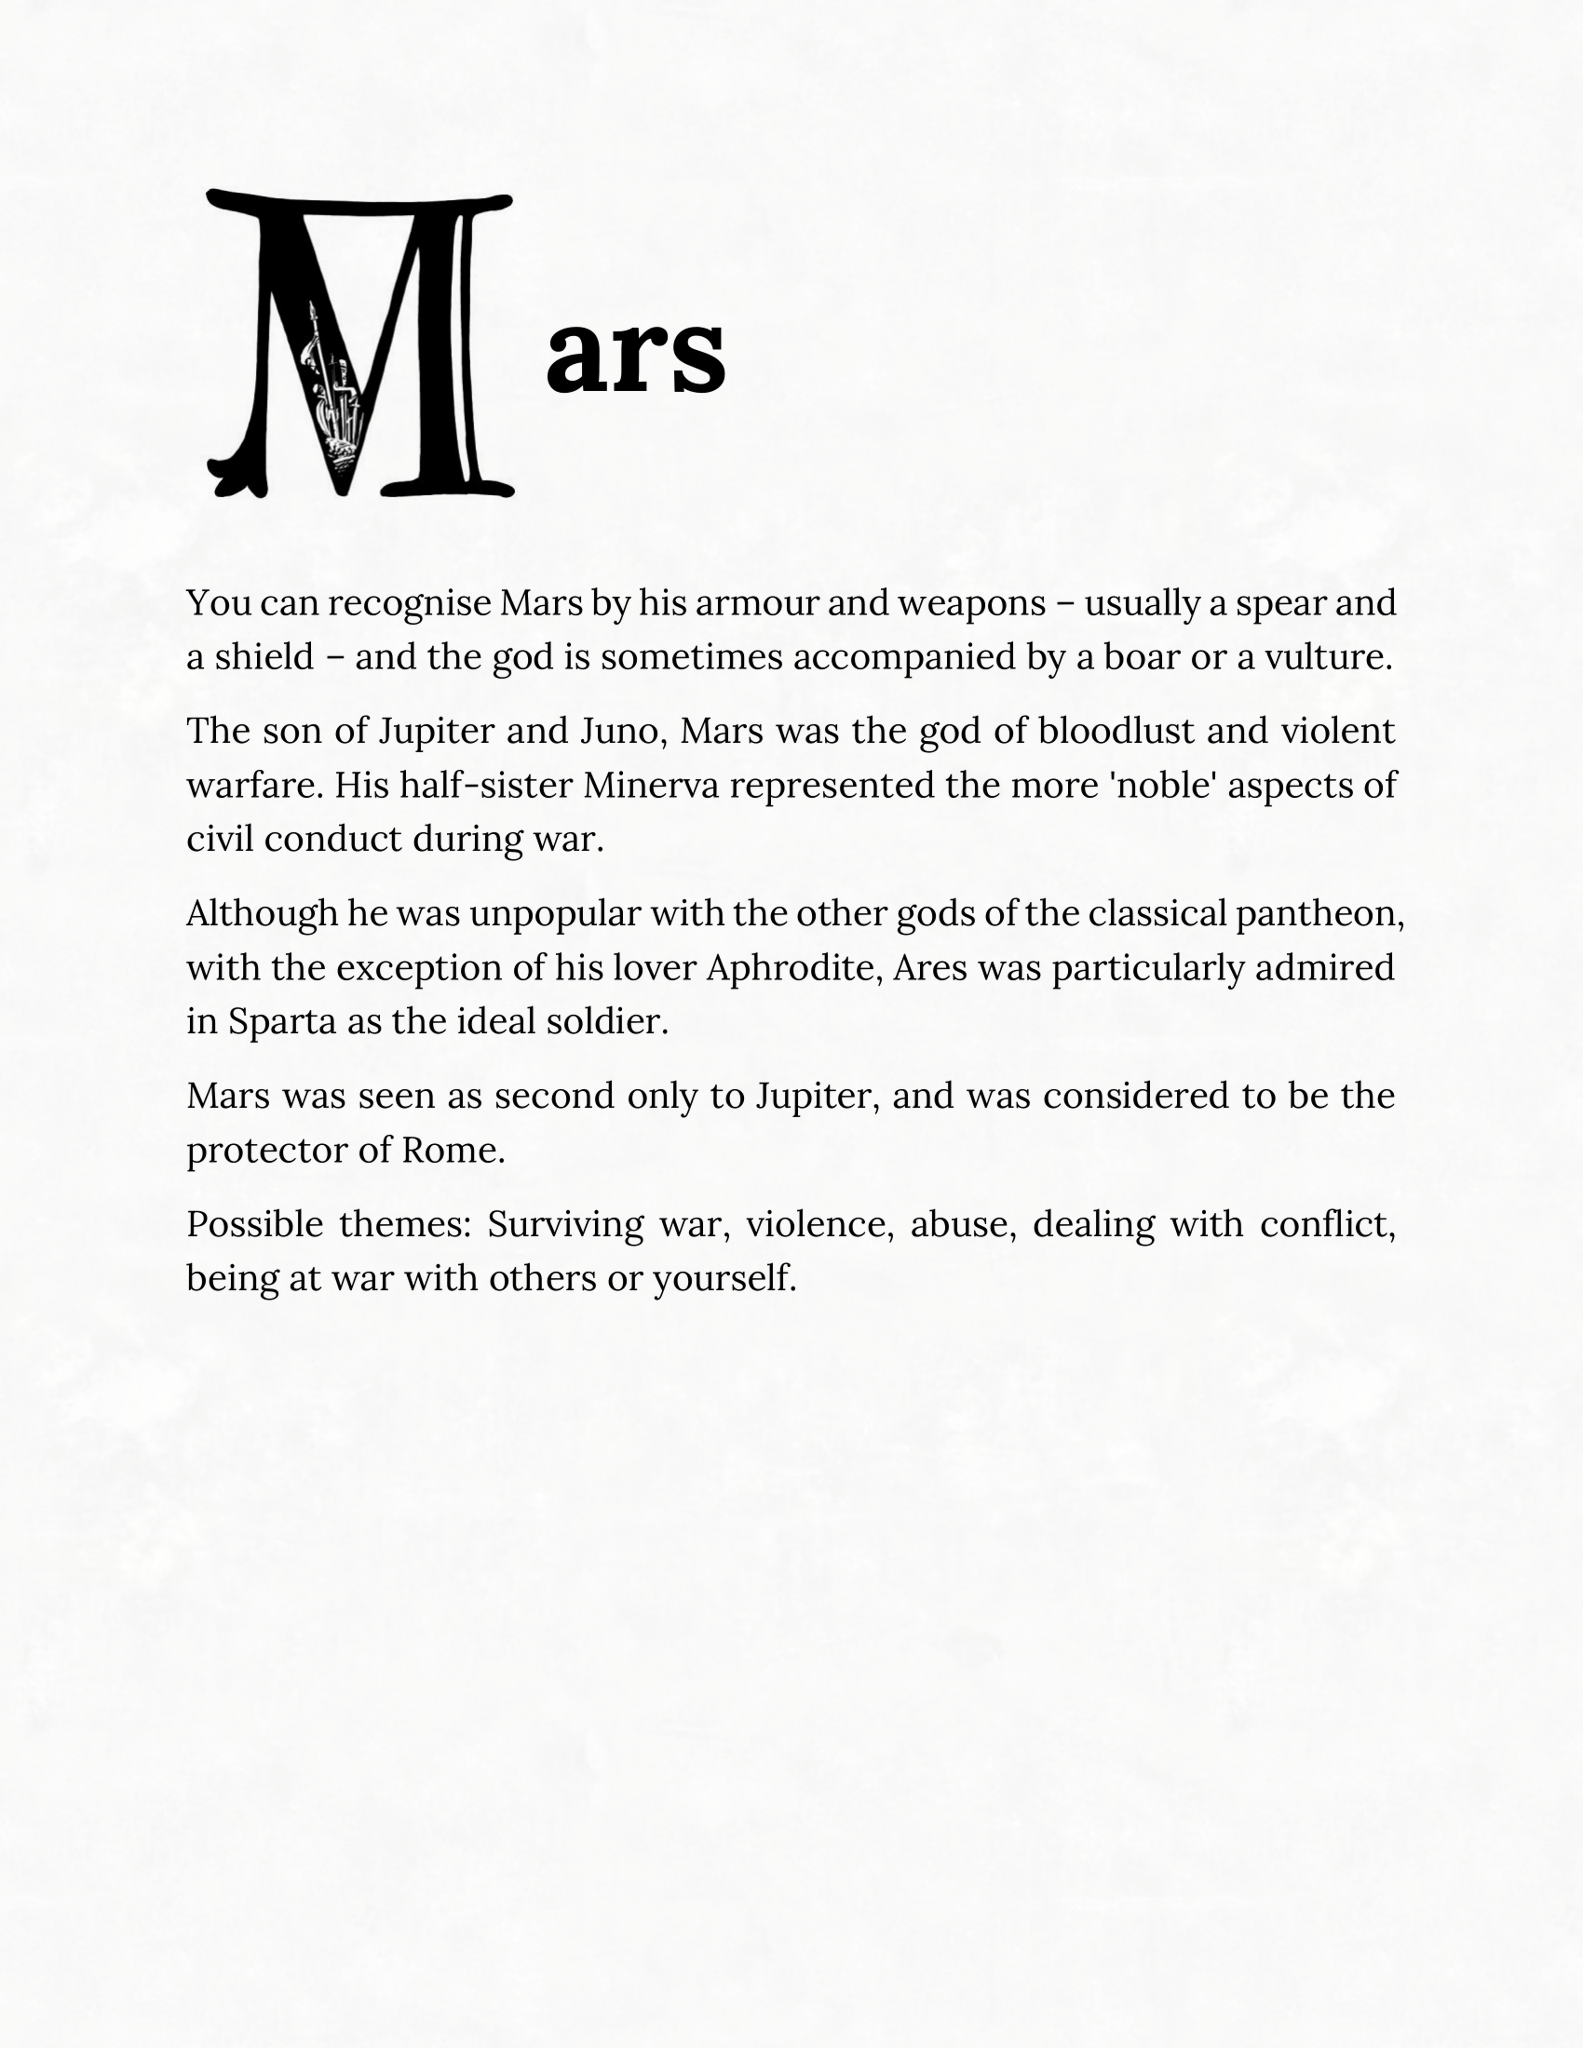 Mars
You can recognise Mars by his armour and weapons – usually a spear and
a shield – and the god is sometimes accompanied by a boar or a vulture.
The son of Jupiter and Juno, Mars was the god of bloodlust and violent
warfare. His half-sister Minerva represented the more 'noble' aspects of
civil conduct during war.
Although he was unpopular with the other gods of the classical pantheon,
with the exception of his lover Aphrodite, Ares was particularly admired
in Sparta as the ideal soldier.
Mars was seen as second only to Jupiter, and was considered to be the
protector of Rome.
Possible themes: Surviving war, violence, abuse, dealing with conflict,
being at war with others or yourself.